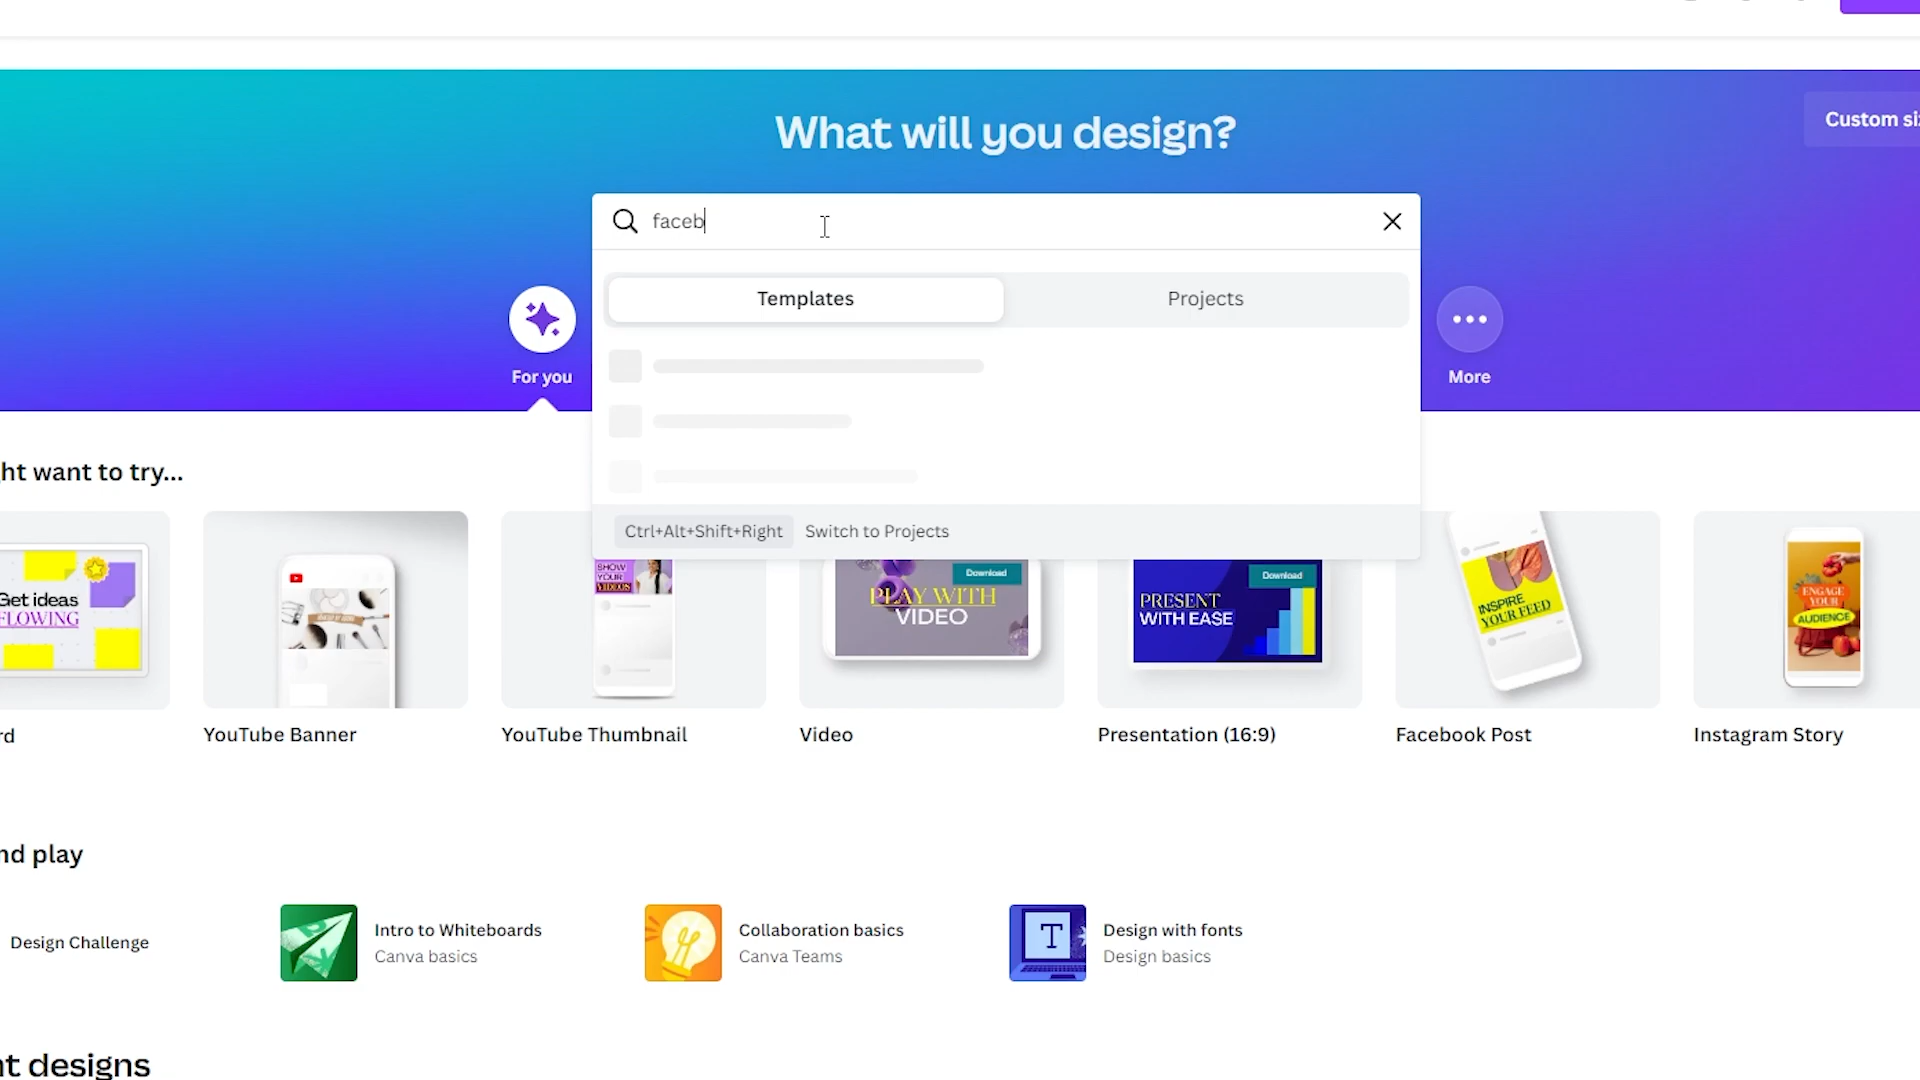 What will you design?
Custom si
faceb
Templates
Projects
For you
More
ht want to try...
Ctrl+Alt+Shift+Right
Switch to Projects
Get ideas
FLOWING
SHOW
YOUR
VIDEOS
Download
PLAY WITH
VIDEO
Download
PRESENT
WITH EASE
INSPIRE
YOUR FEED
ENGAGE
YOUR
AUDIENCE
rd
YouTube Banner
YouTube Thumbnail
Video
Presentation (16:9)
Facebook Post
Instagram Story
nd play
Design Challenge
Intro to Whiteboards
Canva basics
Collaboration basics
Canva Teams
T
Design with fonts
Design basics
nt designs